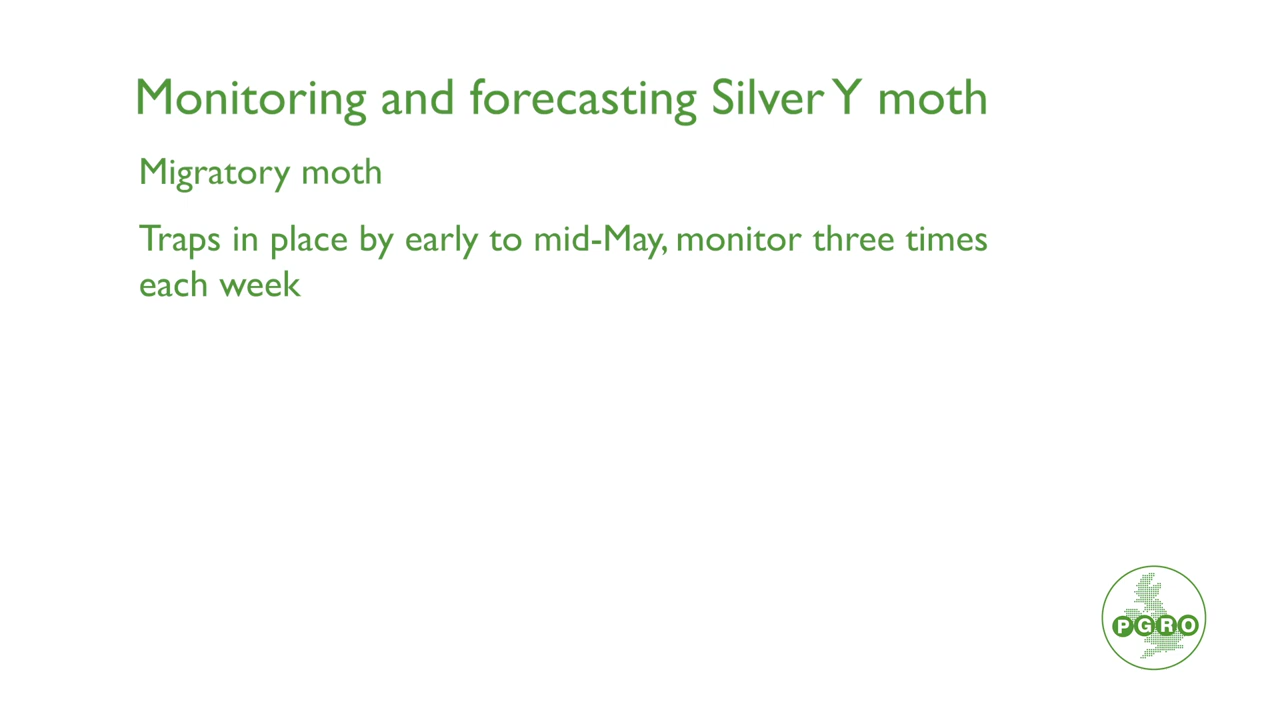 Monitoring and forecasting Silver Y moth
Migratory moth
Traps in place by early to mid-May, monitor three times
each week
PGRO